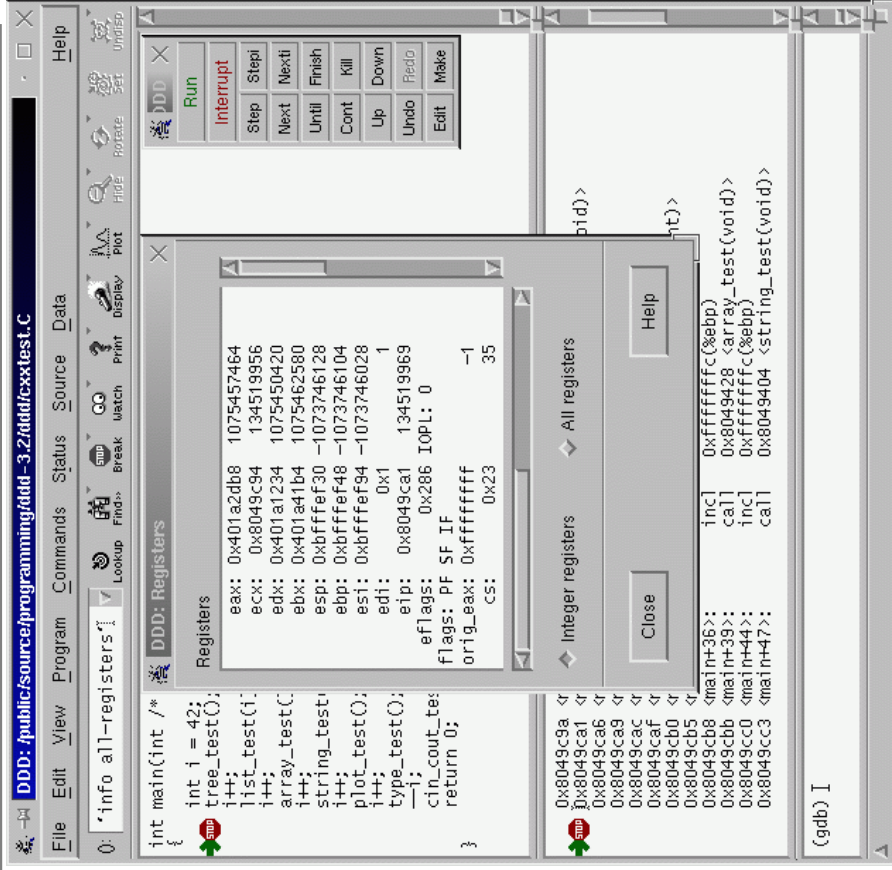 DDD: /public/source/programming/ddd-3.2/ddd/cxxtest.C
File Edit View Program Commands Status Source Data Help
(): 'info all-registers'
Lookup Find>> Break Watch Print Display Plot Hide Rotate Set Undisp
int main(int /*
{
int i = 42;
tree_test();
i++;
list_test(i
i++;
array_test(
i++;
string_test
i++;
plot_test();
i++;
type_test();
--i;
cin_cout_tes
return 0;
}
DDD: Registers
Registers
eax: 0x401a2db8 1075457464
ecx: 0x8049c94 134519956
edx: 0x401a1234 1075450420
ebx: 0x401a41b4 1075462580
esp: 0xbfffef30 -1073746128
ebp: 0xbfffef48 -1073746104
esi: 0xbfffef94 -1073746028
edi: 0x1 1
eip: 0x8049ca1 134519969
eflags: 0x286 IOPL: 0
flags: PF SF IF
orig_eax: 0xffffffff -1
cs: 0x23 35
Integer registers All registers
Close Help
DDD
Run
Interrupt
Step Stepi
Next Nexti
Until Finish
Cont Kill
Up Down
Undo Redo
Edit Make
0x8049c9a
0x8049ca1 oid)>
0x8049ca6
0x8049ca9
0x8049cac
0x8049caf
0x8049cb0 nt)>
0x8049cb5
0x8049cb8 <main+36>: incl 0xfffffffc(%ebp)
0x8049cbb <main+39>: call 0x8049428 <array_test(void)>
0x8049cc0 <main+44>: incl 0xfffffffc(%ebp)
0x8049cc3 <main+47>: call 0x8049404 <string_test(void)>
(gdb)